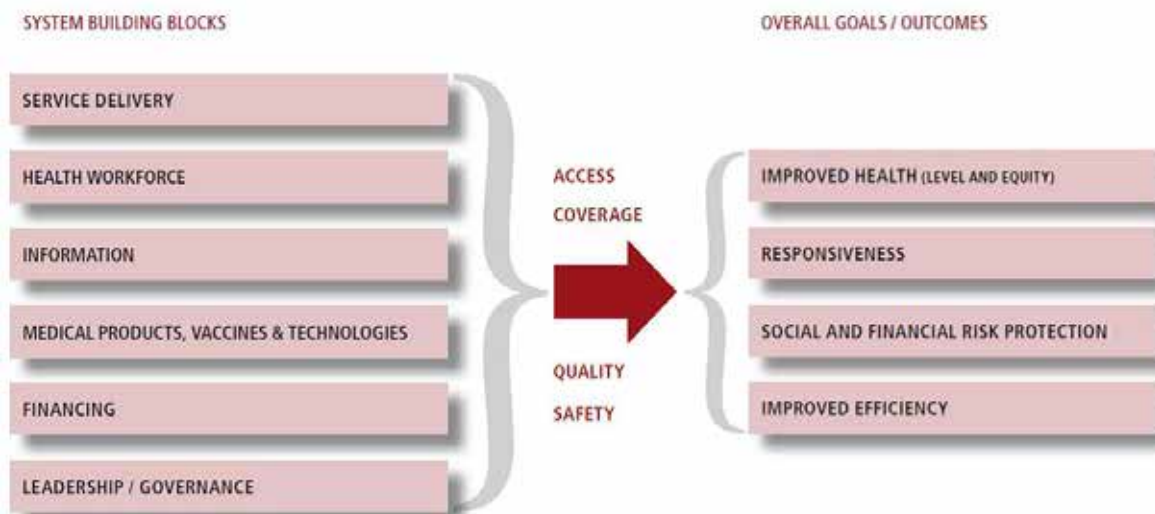 SYSTEM BUILDING BLOCKS
OVERALL GOALS / OUTCOMES
SERVICE DELIVERY
HEALTH WORKFORCE
INFORMATION
MEDICAL PRODUCTS, VACCINES & TECHNOLOGIES
FINANCING
LEADERSHIP / GOVERNANCE
ACCESS
COVERAGE
QUALITY
SAFETY
IMPROVED HEALTH (LEVEL AND EQUITY)
RESPONSIVENESS
SOCIAL AND FINANCIAL RISK PROTECTION
IMPROVED EFFICIENCY